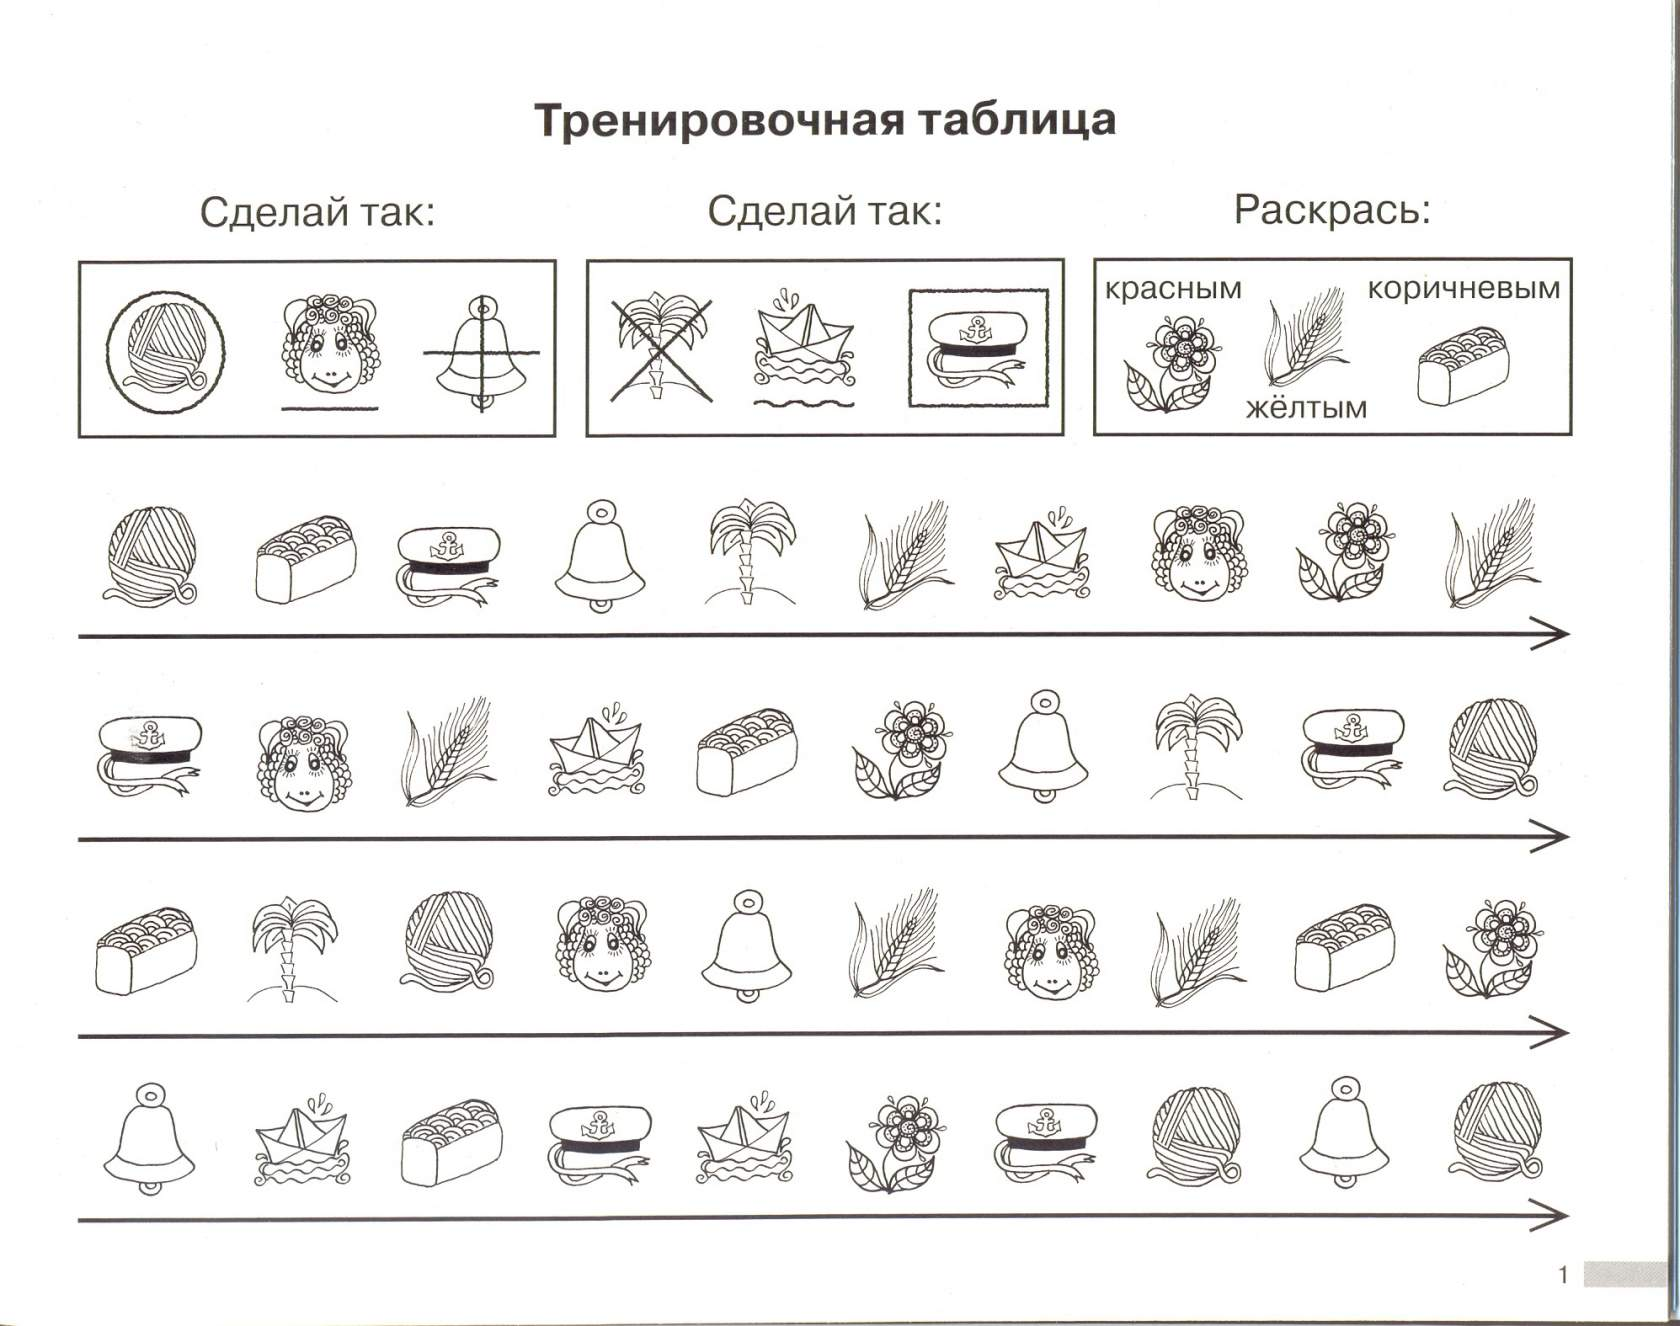 Тренировочная таблица
Сделай так:
Сделай так:
Раскрась:
красным
коричневым
жёлтым
1